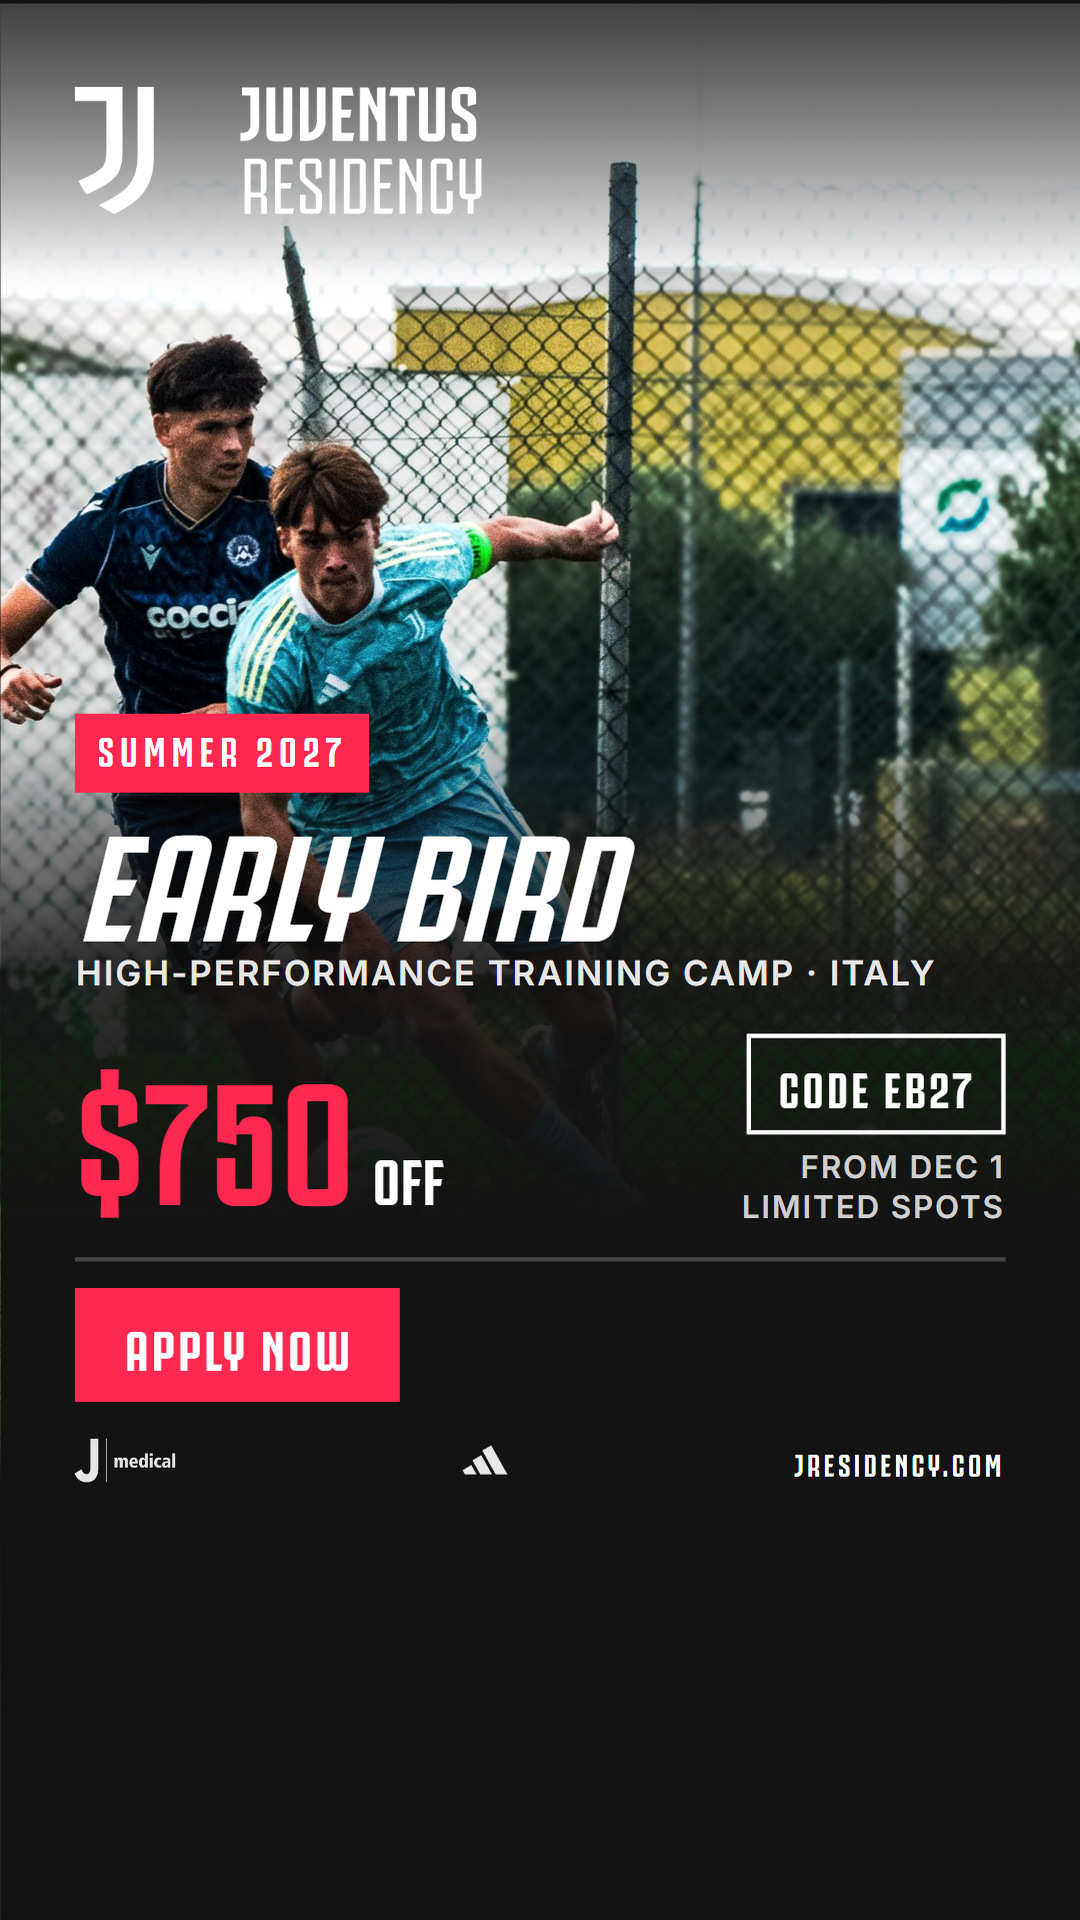 JUVENTUS
RESIDENCY
SUMMER 2027
EARLY BIRD
HIGH-PERFORMANCE TRAINING CAMP · ITALY
$750 OFF
CODE EB27
FROM DEC 1
LIMITED SPOTS
APPLY NOW
J medical
JRESIDENCY.COM